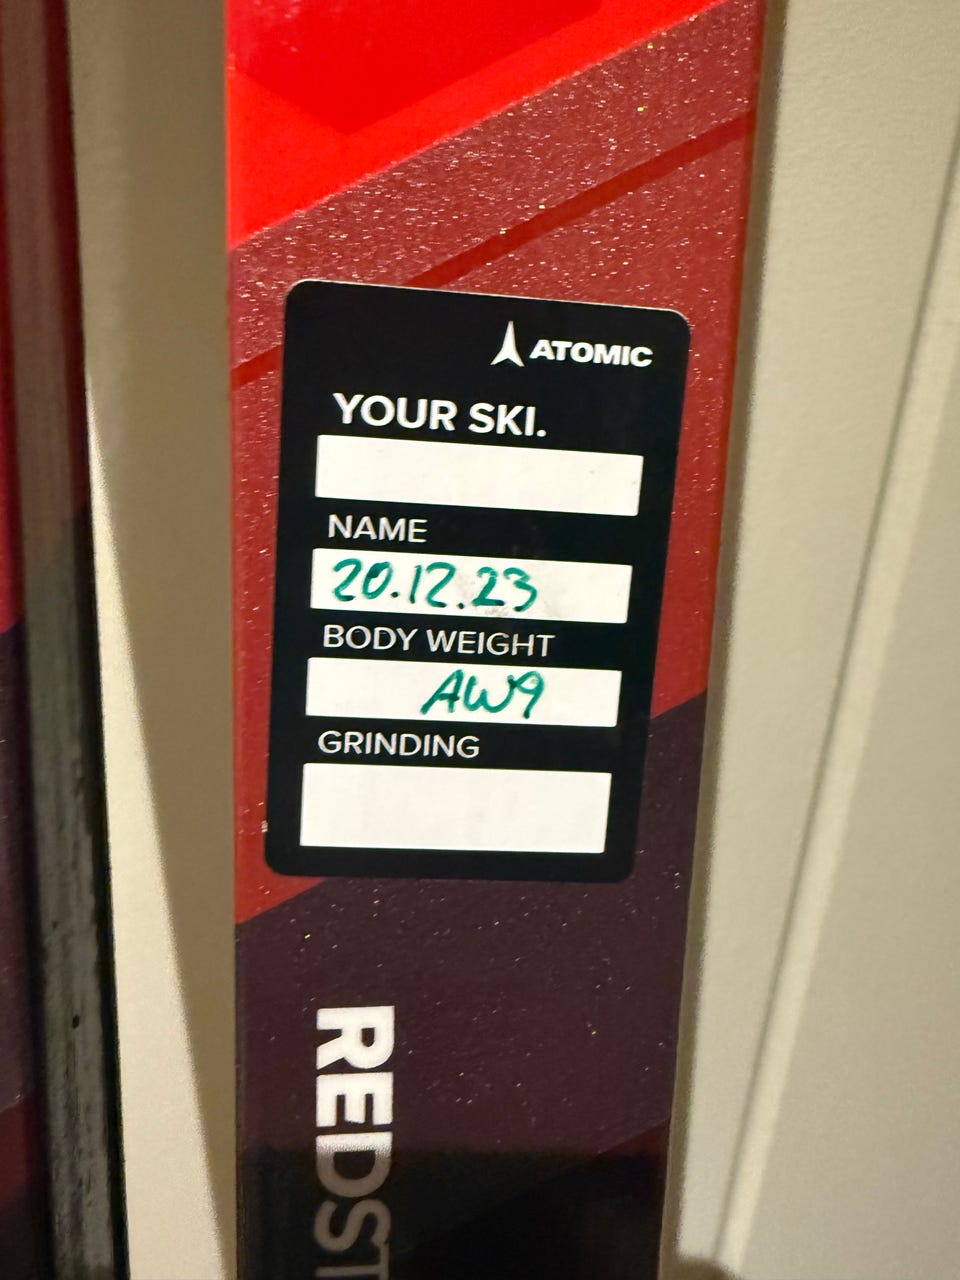 ATOMIC
YOUR SKI.
NAME
20.12.23
BODY WEIGHT
AW9
GRINDING
REDST